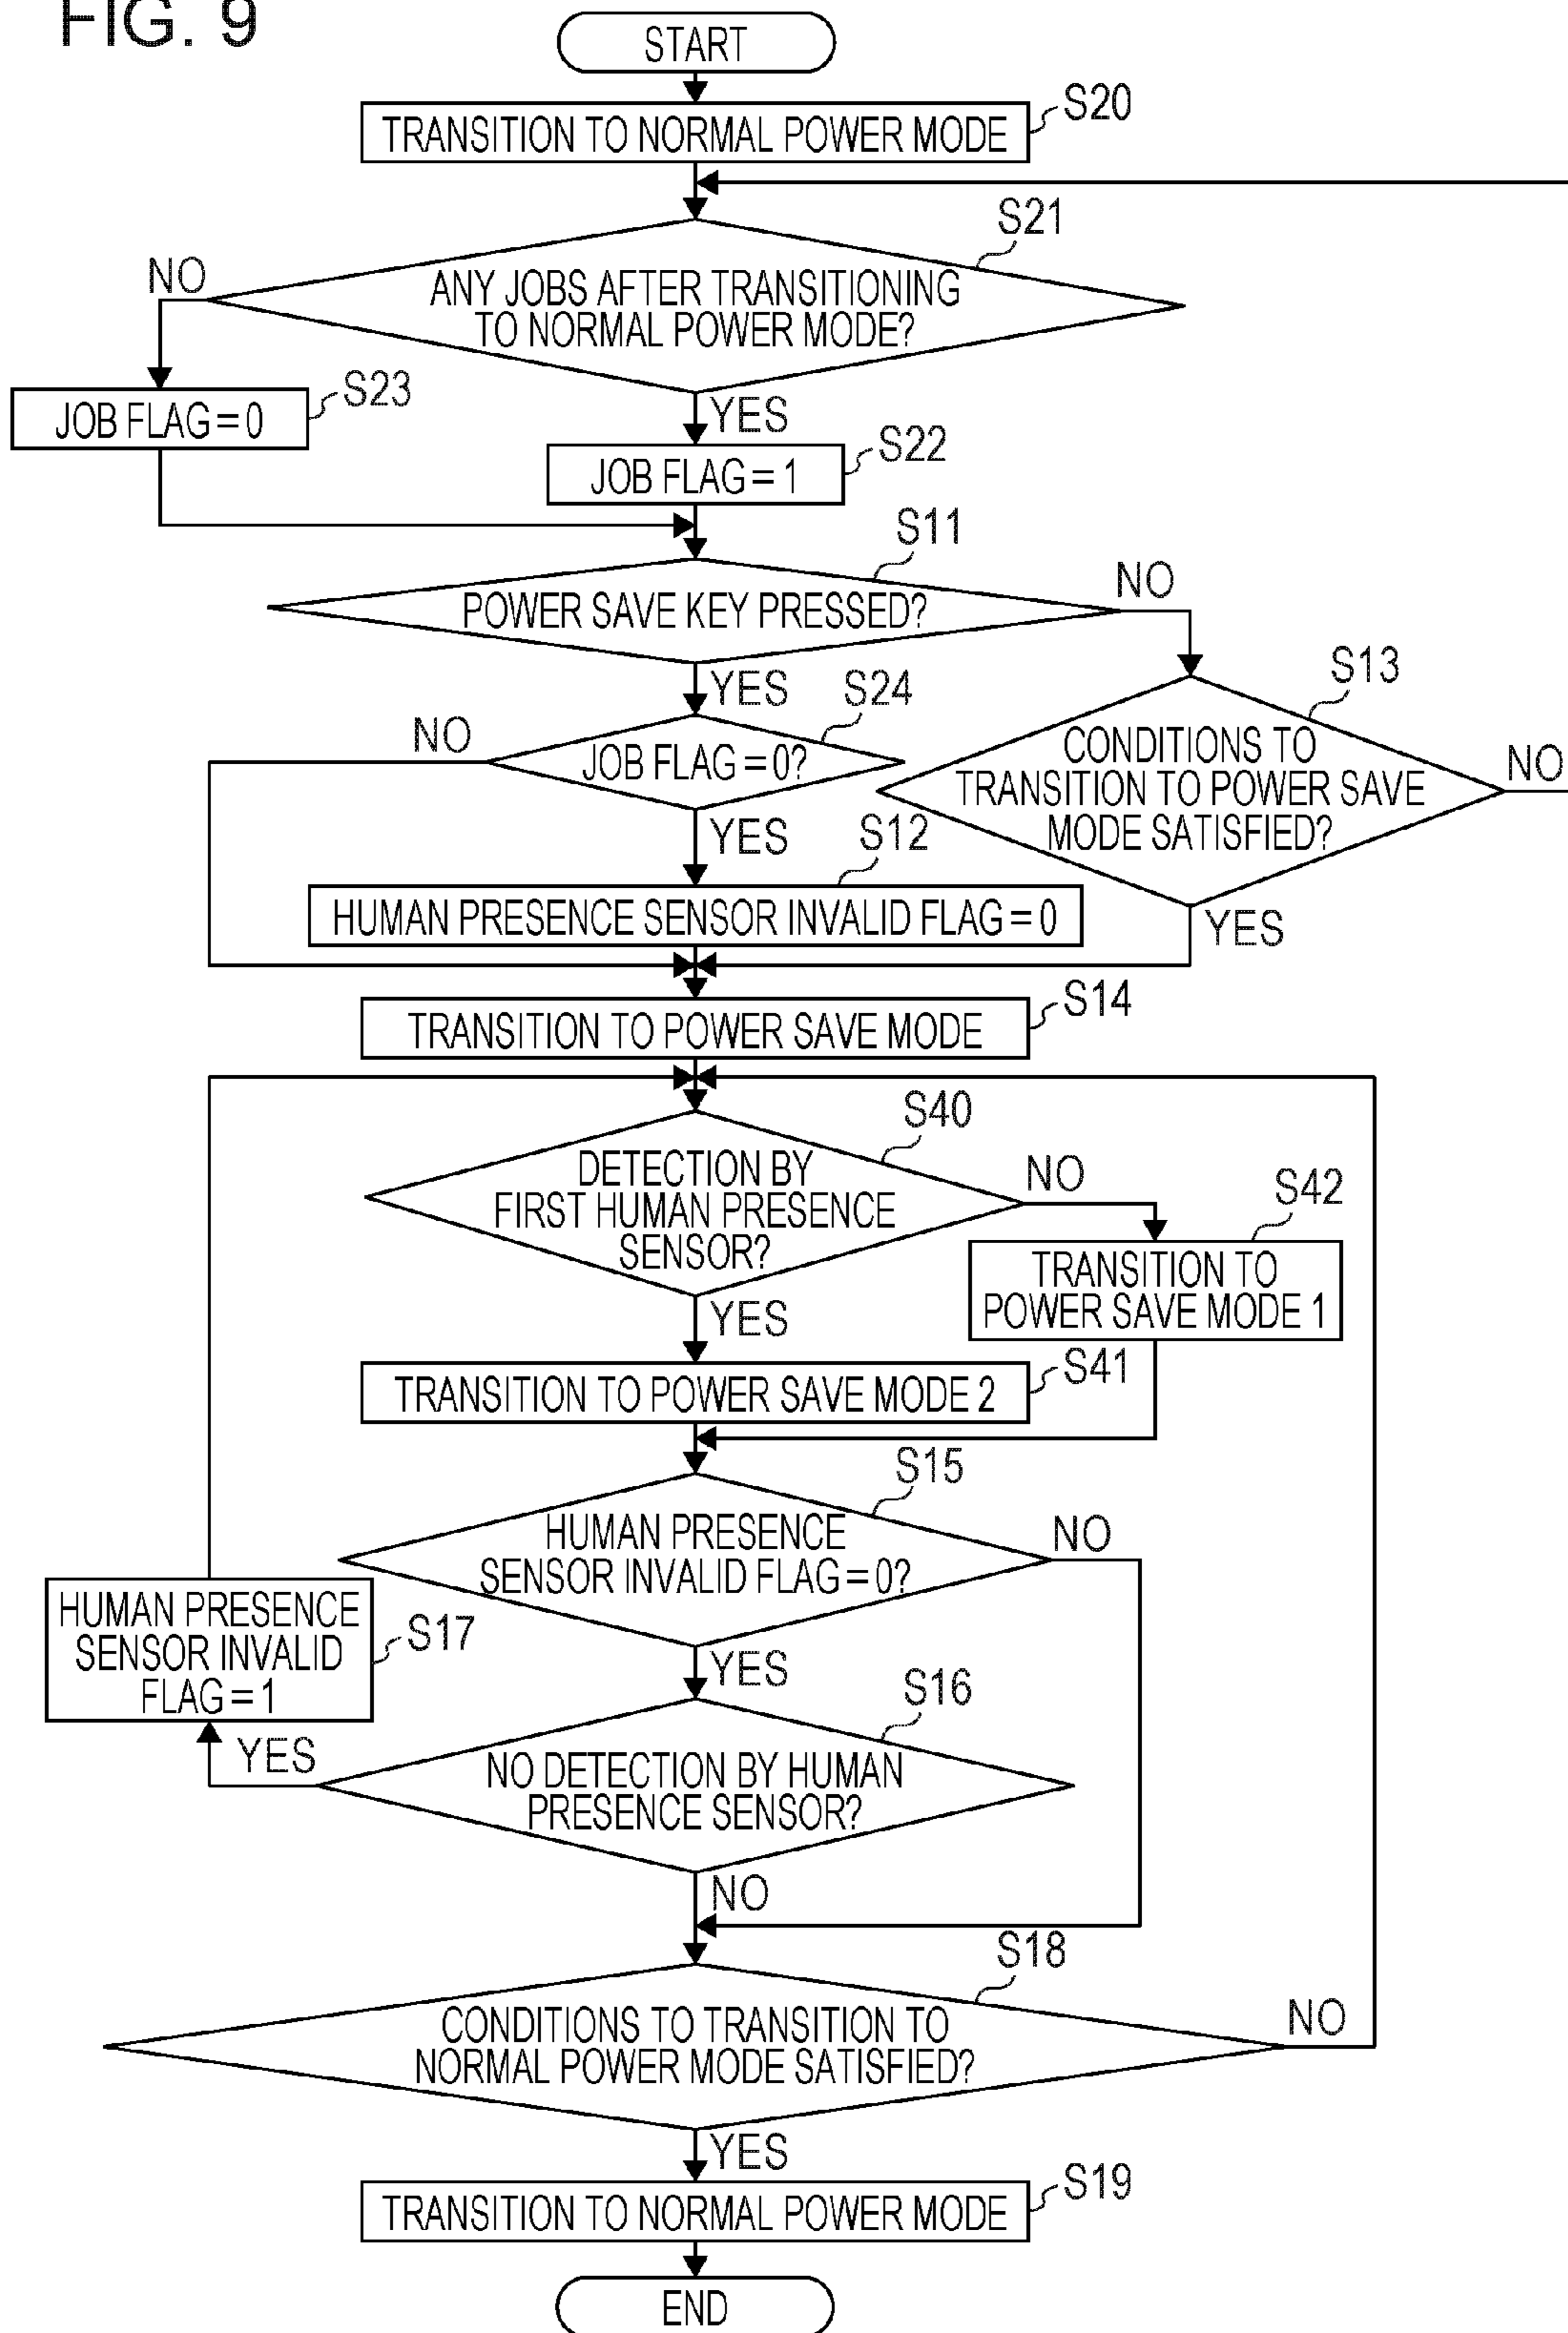 FIG. 9
START
TRANSITION TO NORMAL POWER MODE
S20
S21
NO
ANY JOBS AFTER TRANSITIONING
TO NORMAL POWER MODE?
S23
JOB FLAG = 0
YES
S22
JOB FLAG = 1
S11
NO
POWER SAVE KEY PRESSED?
S13
YES
S24
NO
JOB FLAG = 0?
CONDITIONS TO
TRANSITION TO POWER SAVE
MODE SATISFIED?
NO
YES
S12
HUMAN PRESENCE SENSOR INVALID FLAG = 0
YES
S14
TRANSITION TO POWER SAVE MODE
S40
DETECTION BY
FIRST HUMAN PRESENCE
SENSOR?
NO
S42
TRANSITION TO
POWER SAVE MODE 1
YES
S41
TRANSITION TO POWER SAVE MODE 2
S15
HUMAN PRESENCE
SENSOR INVALID FLAG = 0?
NO
HUMAN PRESENCE
SENSOR INVALID
FLAG = 1
S17
YES
S16
YES
NO DETECTION BY HUMAN
PRESENCE SENSOR?
NO
S18
CONDITIONS TO TRANSITION TO
NORMAL POWER MODE SATISFIED?
NO
YES
S19
TRANSITION TO NORMAL POWER MODE
END